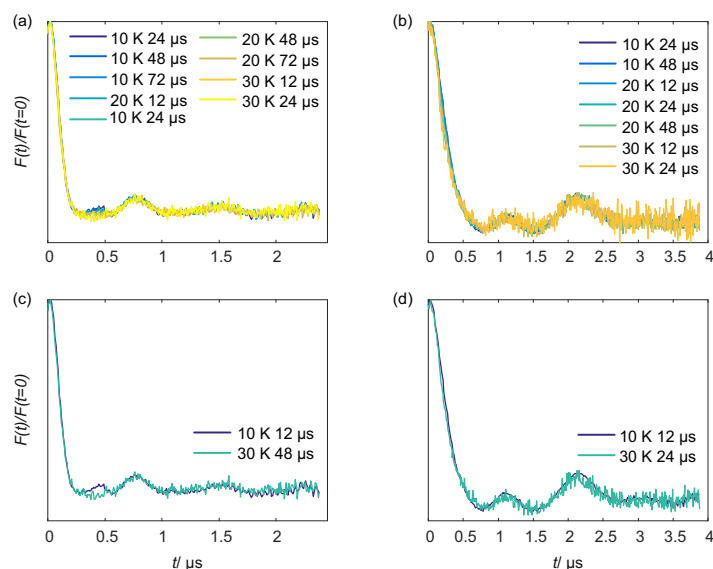 (a)
10 K 24 µs
10 K 48 µs
10 K 72 µs
20 K 12 µs
10 K 24 µs
20 K 48 µs
20 K 72 µs
30 K 12 µs
30 K 24 µs
F(t)/F(t=0)
0 0.5 1 1.5 2
(b)
10 K 24 µs
10 K 48 µs
20 K 12 µs
20 K 24 µs
20 K 48 µs
30 K 12 µs
30 K 24 µs
0 0.5 1 1.5 2 2.5 3 3.5 4
(c)
10 K 12 µs
30 K 48 µs
F(t)/F(t=0)
0 0.5 1 1.5 2
t/ µs
(d)
10 K 12 µs
30 K 24 µs
0 0.5 1 1.5 2 2.5 3 3.5 4
t/ µs